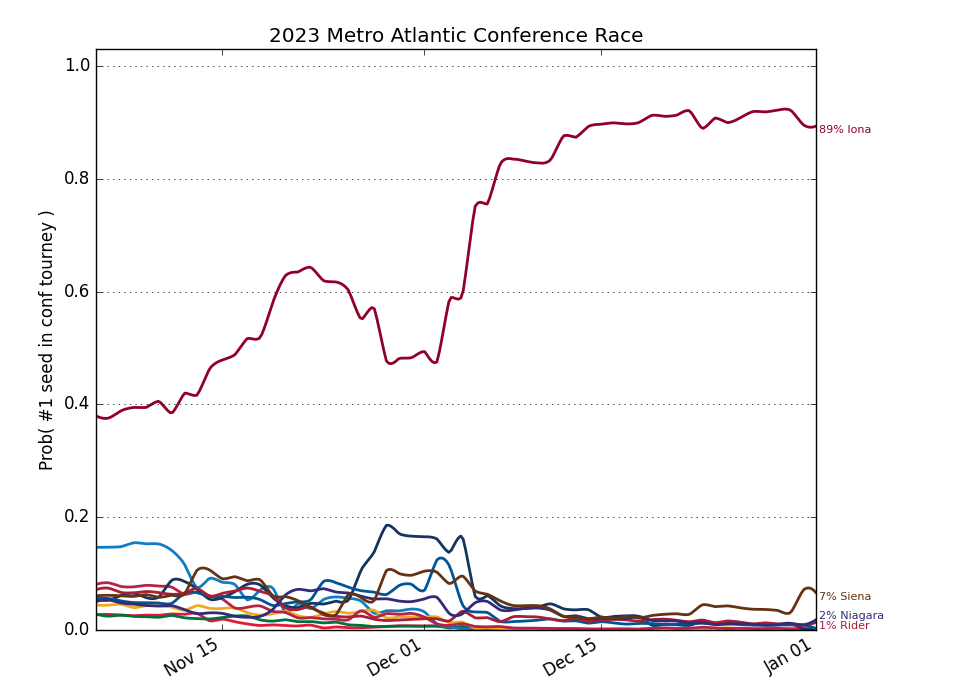 2023 Metro Atlantic Conference Race
Prob( #1 seed in conf tourney )
1.0
0.8
0.6
0.4
0.2
0.0
Nov 15
Dec 01
Dec 15
Jan 01
89% Iona
7% Siena
2% Niagara
1% Rider